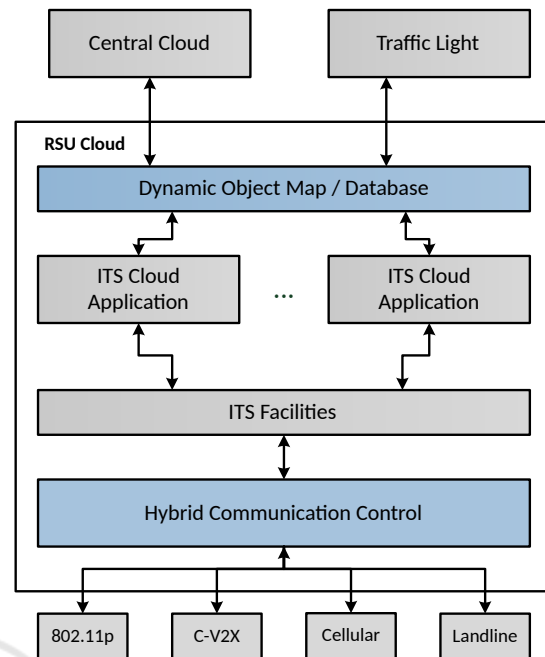 Central Cloud
Traffic Light
RSU Cloud
Dynamic Object Map / Database
ITS Cloud
Application
...
ITS Cloud
Application
ITS Facilities
Hybrid Communication Control
802.11p
C-V2X
Cellular
Landline